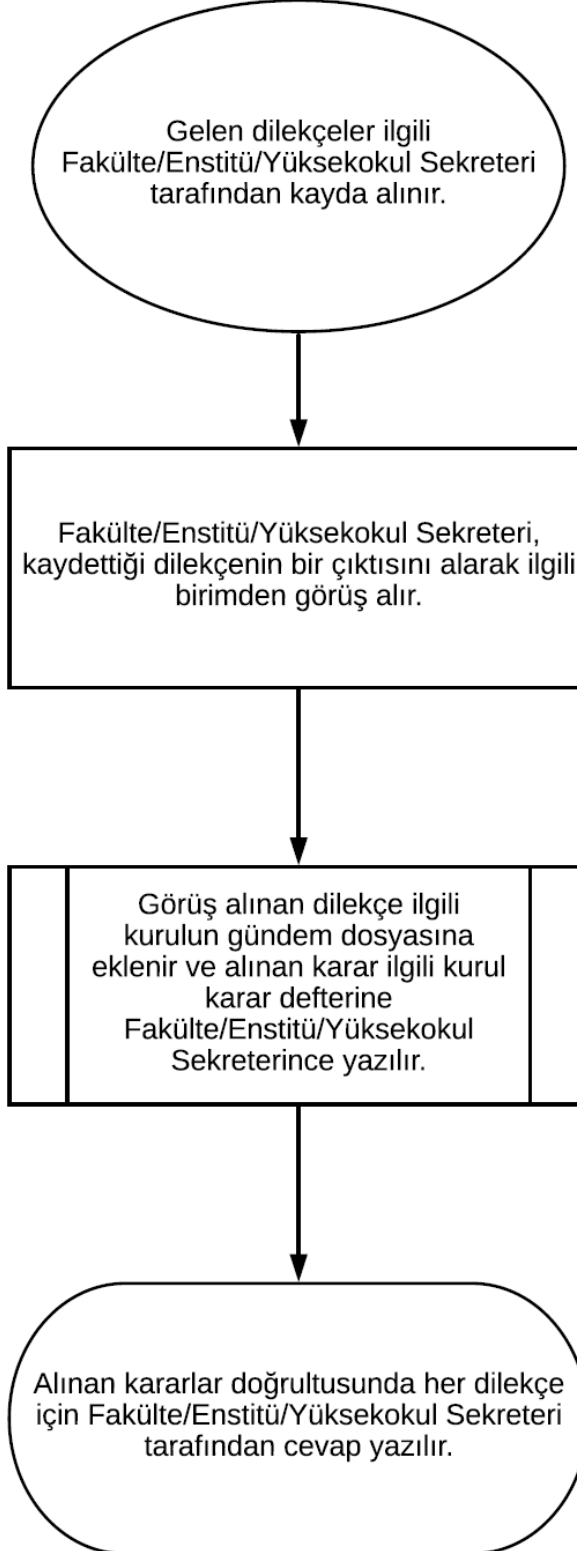 Gelen dilekçeler ilgili
Fakülte/Enstitü/Yüksekokul Sekreteri
tarafından kayda alınır.
Fakülte/Enstitü/Yüksekokul Sekreteri,
kaydettiği dilekçenin bir çıktısını alarak ilgili
birimden görüş alır.
Görüş alınan dilekçe ilgili
kurulun gündem dosyasına
eklenir ve alınan karar ilgili kurul
karar defterine
Fakülte/Enstitü/Yüksekokul
Sekreterince yazılır.
Alınan kararlar doğrultusunda her dilekçe
için Fakülte/Enstitü/Yüksekokul Sekreteri
tarafından cevap yazılır.